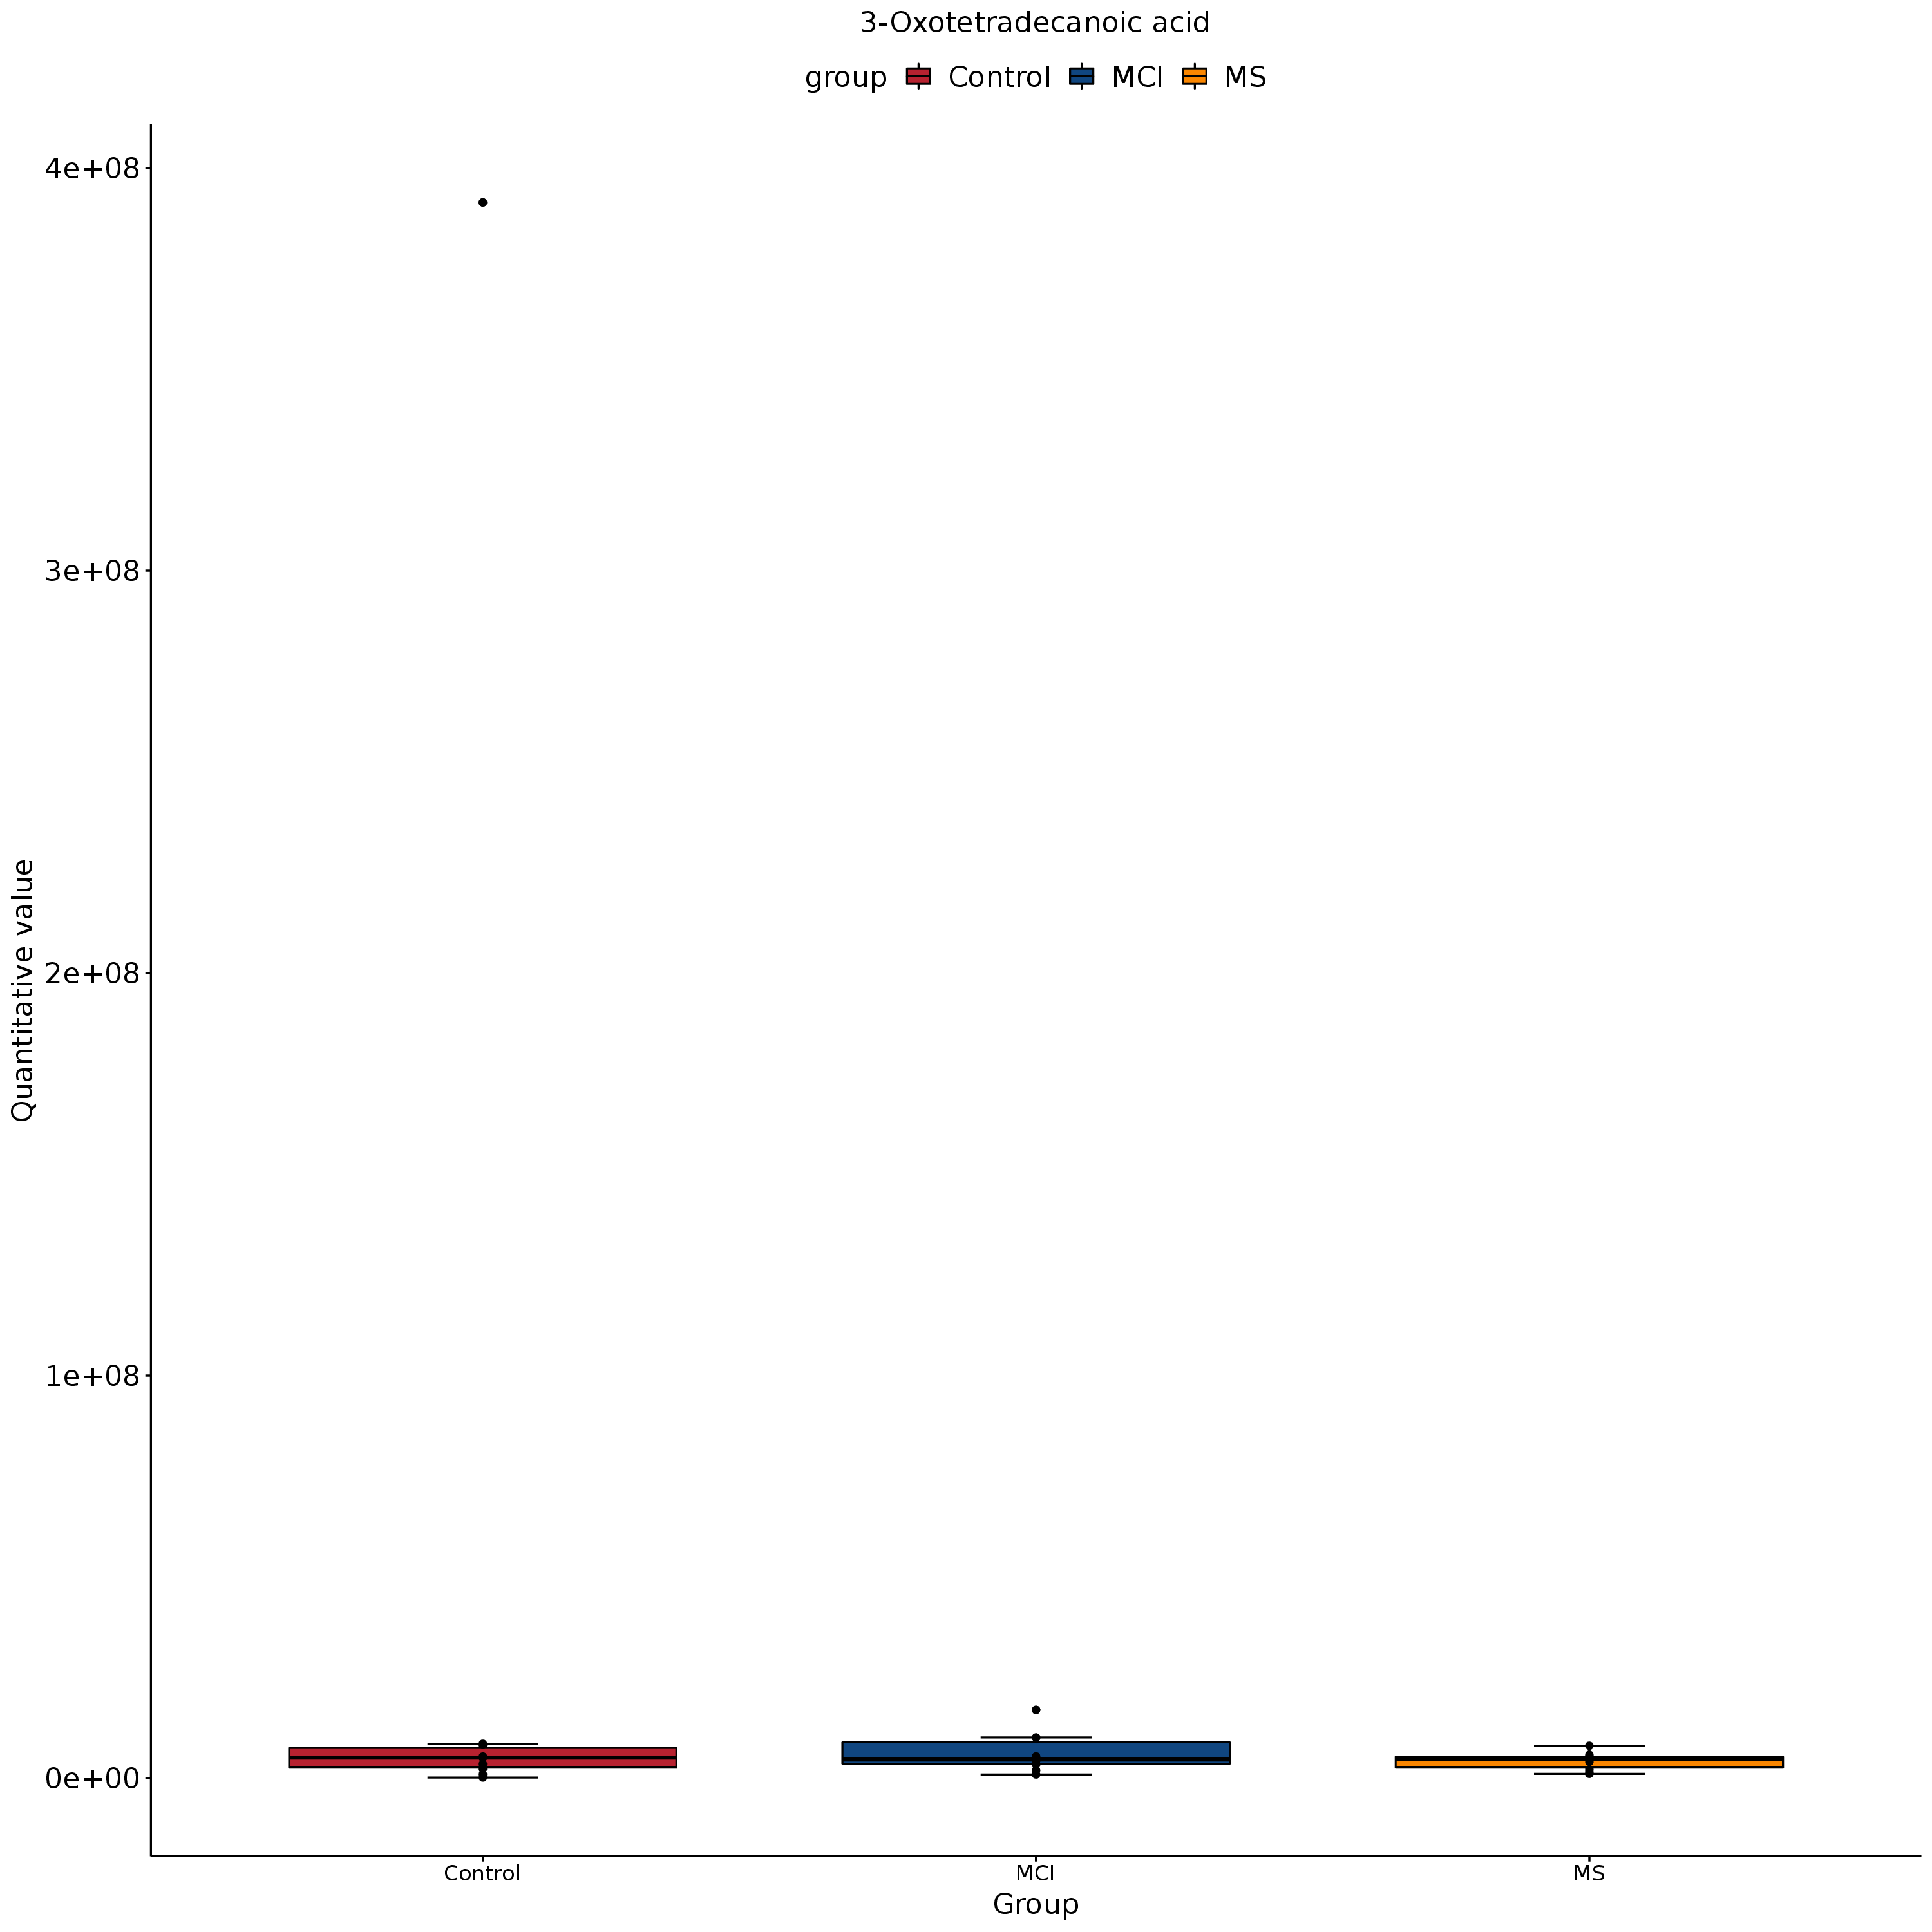 3-Oxotetradecanoic acid
group Control MCI MS
4e+08
3e+08
2e+08
1e+08
0e+00
Quantitative value
Control MCI MS
Group